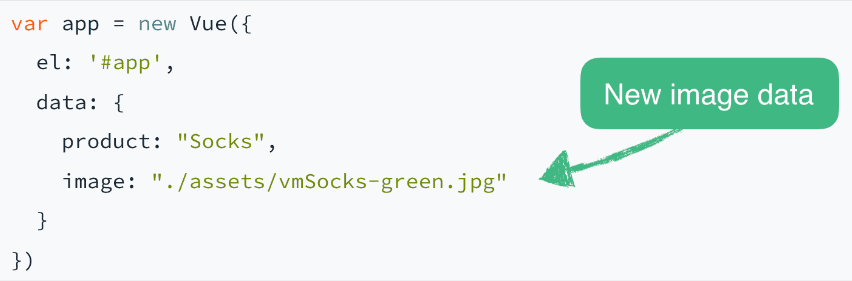 var app = new Vue({
el: '#app',
data: {
product: "Socks",
image: "./assets/vmSocks-green.jpg"
}
})
New image data